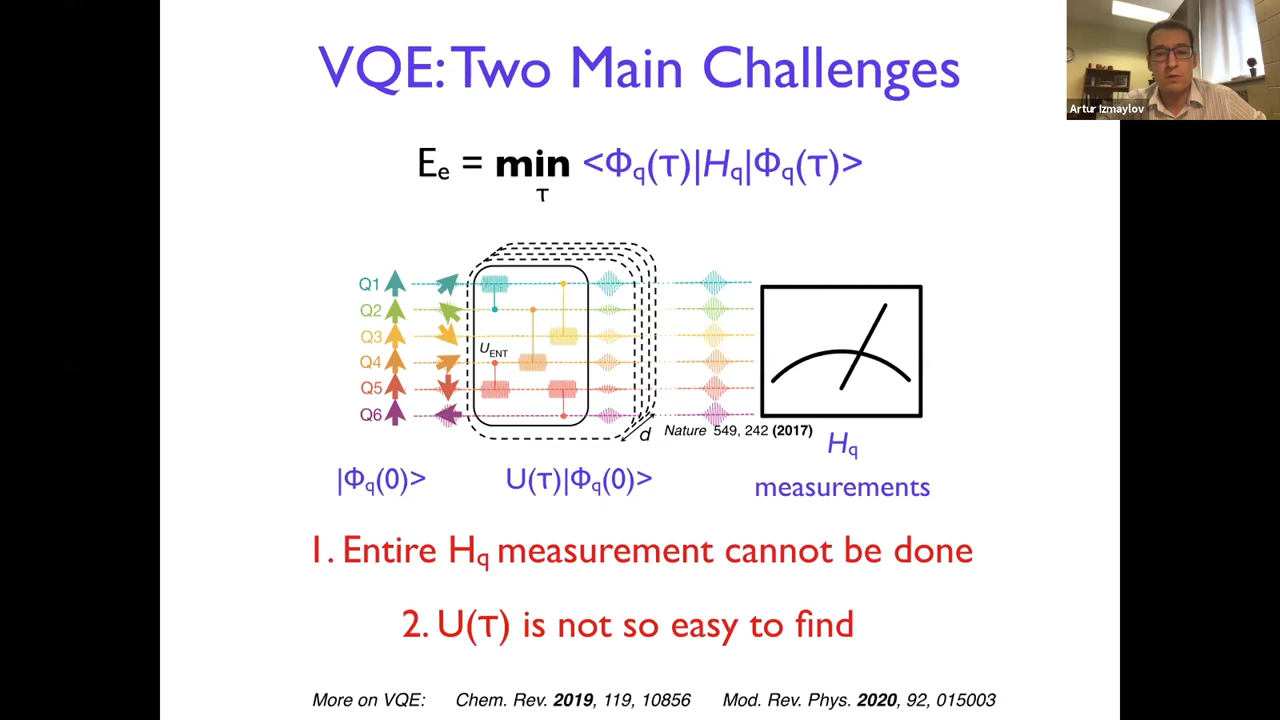 VQE: Two Main Challenges
Artur Izmaylov
Eₑ = min <Φq(τ)|Hq|Φq(τ)>
τ
Q1
Q2
Q3
Q4
Q5
Q6
U_ENT
d
Nature 549, 242 (2017)
Hq
measurements
|Φq(0)>
U(τ)|Φq(0)>
1. Entire Hq measurement cannot be done
2. U(τ) is not so easy to find
More on VQE: Chem. Rev. 2019, 119, 10856 Mod. Rev. Phys. 2020, 92, 015003